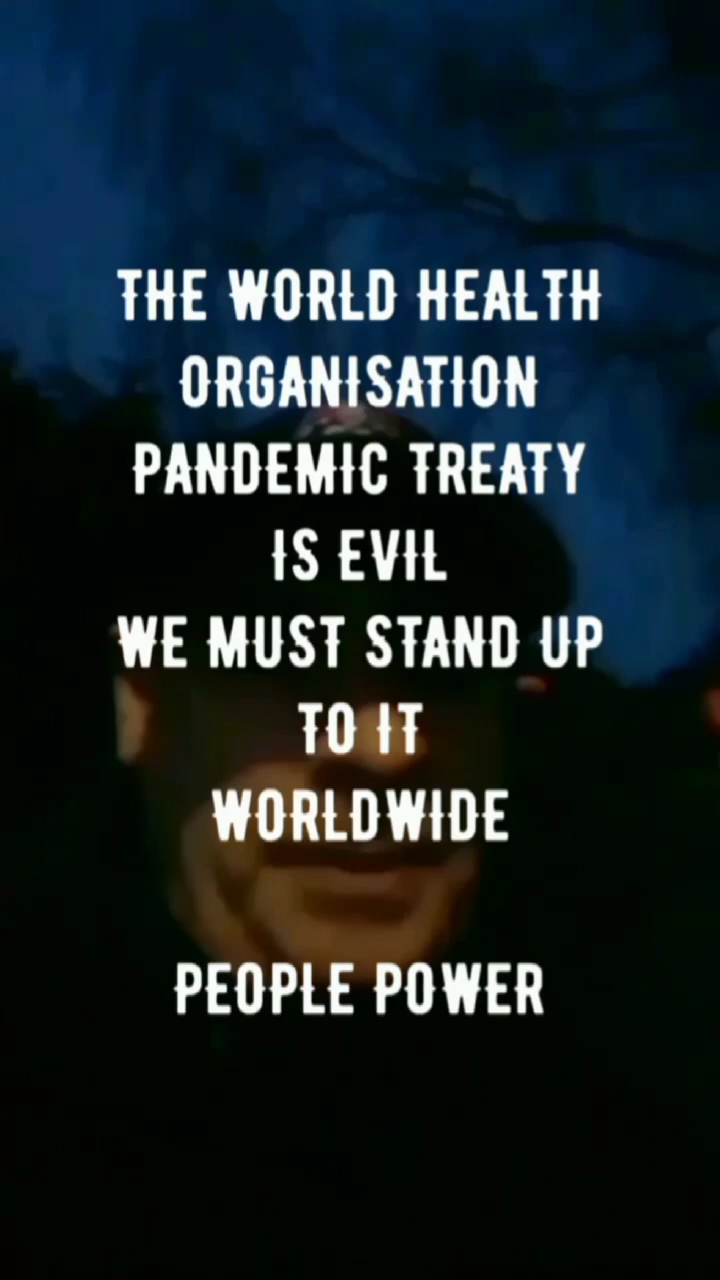 THE WORLD HEALTH
ORGANISATION
PANDEMIC TREATY
IS EVIL
WE MUST STAND UP
TO IT
WORLDWIDE
PEOPLE POWER